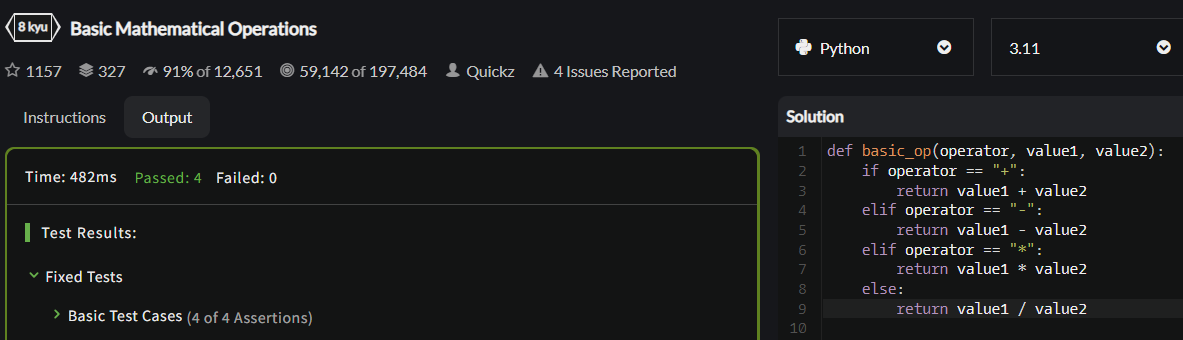 8 kyu Basic Mathematical Operations
1157 327 91% of 12,651 59,142 of 197,484 Quickz 4 Issues Reported
Instructions Output
Time: 482ms Passed: 4 Failed: 0
Test Results:
Fixed Tests
Basic Test Cases (4 of 4 Assertions)
Python 3.11
Solution
1 def basic_op(operator, value1, value2):
2     if operator == "+":
3         return value1 + value2
4     elif operator == "-":
5         return value1 - value2
6     elif operator == "*":
7         return value1 * value2
8     else:
9         return value1 / value2
10